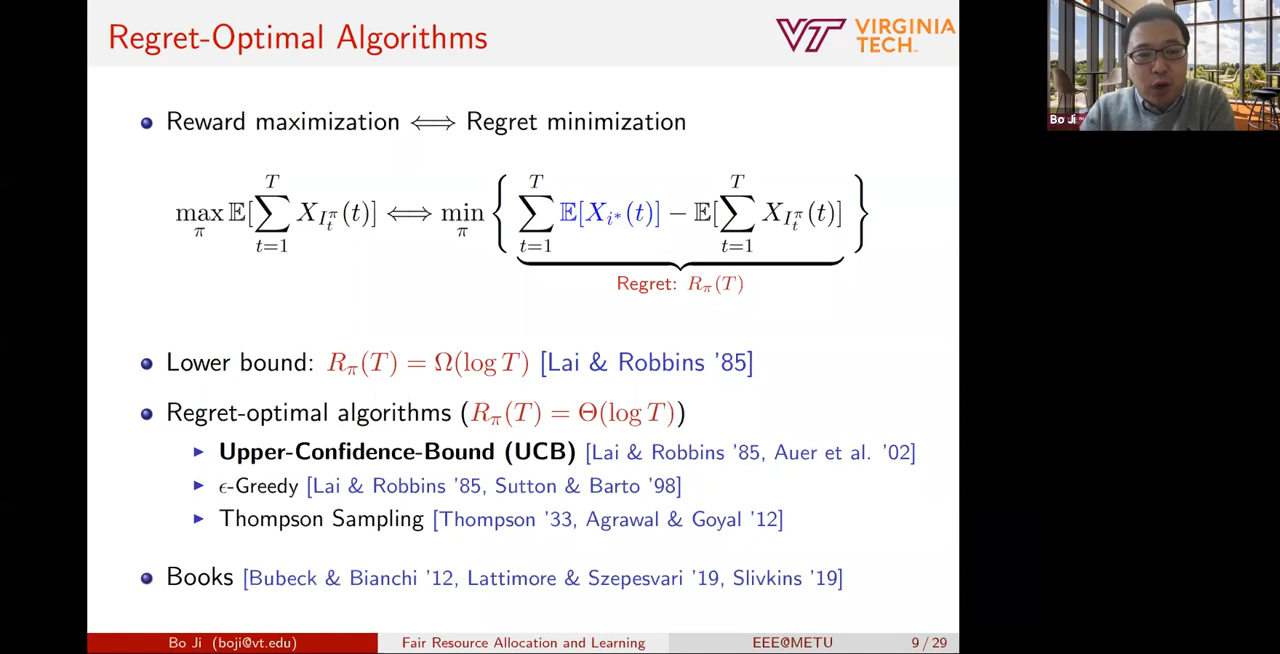 Regret-Optimal Algorithms
VT VIRGINIA
TECH™
Bo Ji
Reward maximization ⟺ Regret minimization
max_π 𝔼[∑_{t=1}^{T} X_{I_t^π}(t)] ⟺ min_π { ∑_{t=1}^{T} 𝔼[X_{i*}(t)] − 𝔼[∑_{t=1}^{T} X_{I_t^π}(t)] }
Regret: R_π(T)
Lower bound: R_π(T) = Ω(log T) [Lai & Robbins '85]
Regret-optimal algorithms (R_π(T) = Θ(log T))
Upper-Confidence-Bound (UCB) [Lai & Robbins '85, Auer et al. '02]
ϵ-Greedy [Lai & Robbins '85, Sutton & Barto '98]
Thompson Sampling [Thompson '33, Agrawal & Goyal '12]
Books [Bubeck & Bianchi '12, Lattimore & Szepesvari '19, Slivkins '19]
Bo Ji (boji@vt.edu) Fair Resource Allocation and Learning EEE@METU 9 / 29